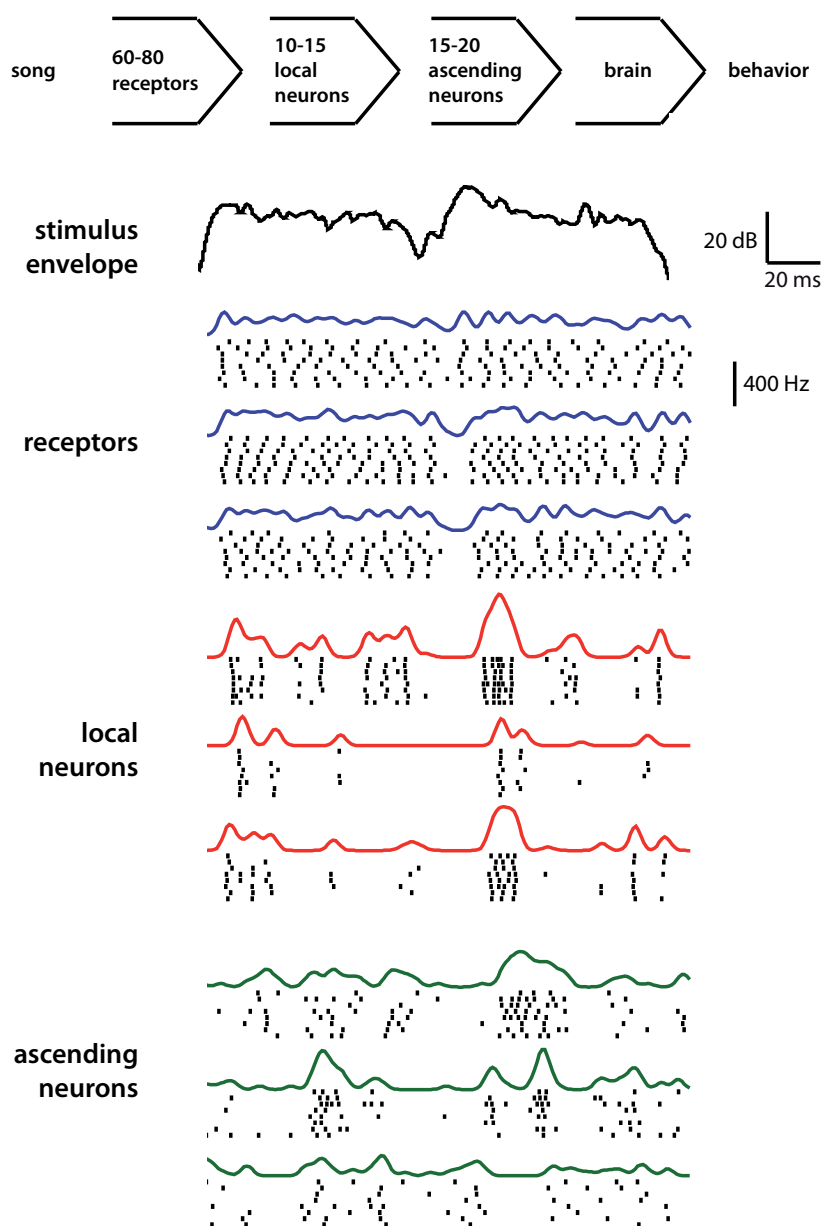 song
60-80
receptors
10-15
local
neurons
15-20
ascending
neurons
brain
behavior
stimulus
envelope
20 dB
20 ms
400 Hz
receptors
local
neurons
ascending
neurons